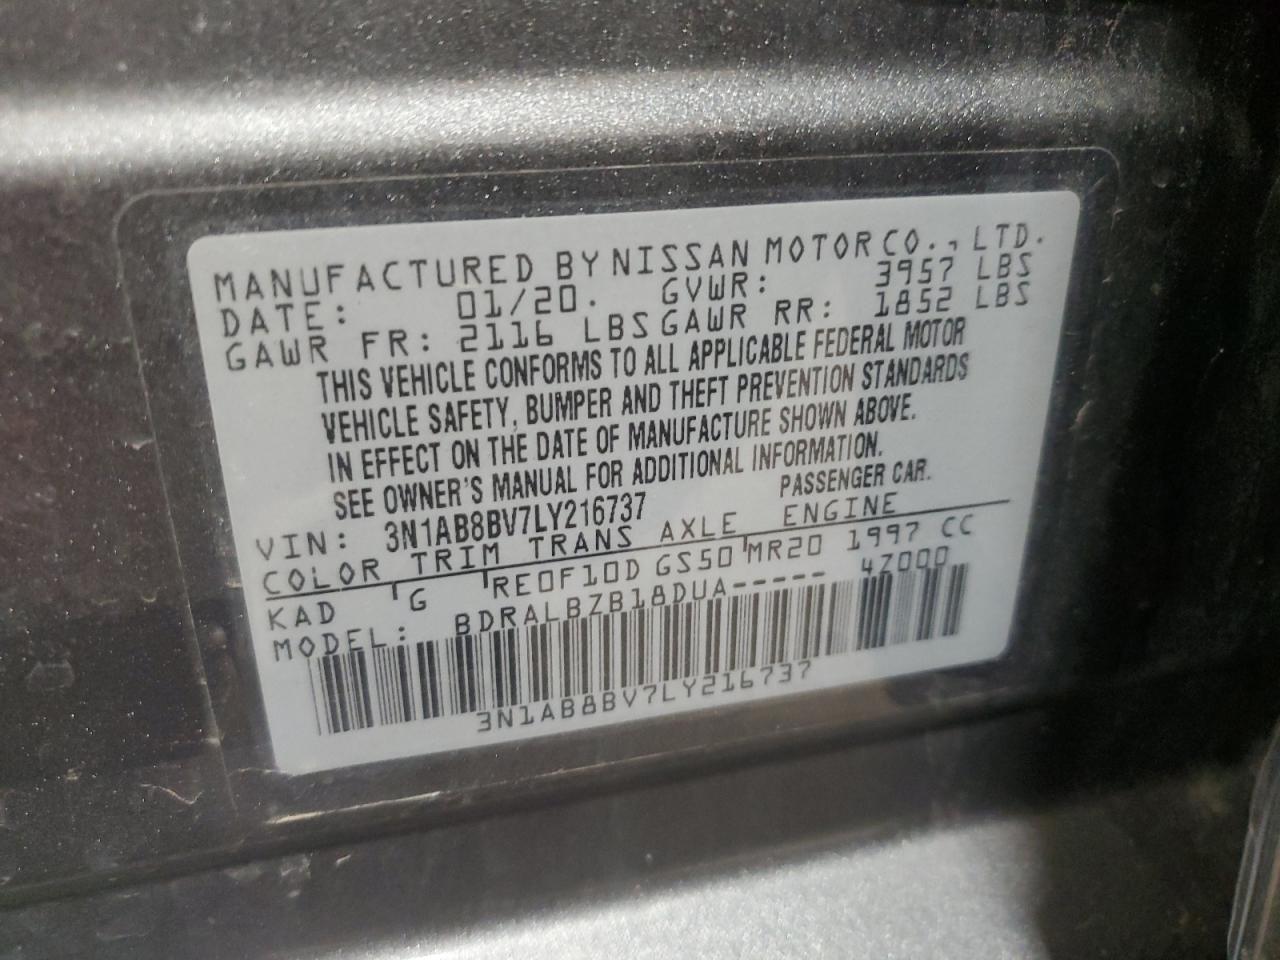 MANUFACTURED BY NISSAN MOTOR CO., LTD.
DATE: 01/20. GVWR: 3957 LBS
GAWR FR: 2116 LBS GAWR RR: 1852 LBS
THIS VEHICLE CONFORMS TO ALL APPLICABLE FEDERAL MOTOR
VEHICLE SAFETY, BUMPER AND THEFT PREVENTION STANDARDS
IN EFFECT ON THE DATE OF MANUFACTURE SHOWN ABOVE.
SEE OWNER'S MANUAL FOR ADDITIONAL INFORMATION.
VIN: 3N1AB8BV7LY216737 PASSENGER CAR.
COLOR TRIM TRANS AXLE ENGINE
KAD G RE0F10D GS50 MR20 1997 CC
MODEL: BDRALBZB18DUA----- 4Z000
3N1AB8BV7LY216737